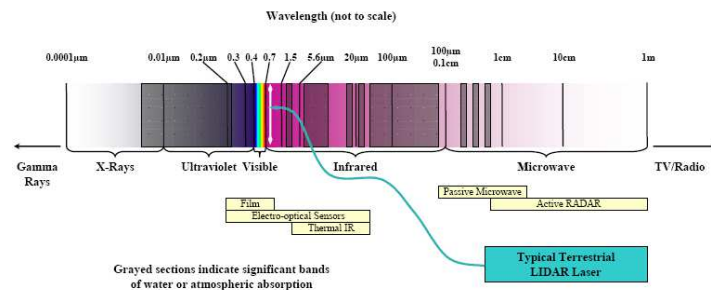 Wavelength (not to scale)
0.0001µm 0.01µm 0.2µm 0.3 0.4 0.7 1.5 5.6µm 20µm 100µm 100µm 1cm 10cm 1m
0.1cm
Gamma Rays X-Rays Ultraviolet Visible Infrared Microwave TV/Radio
Passive Microwave
Film Active RADAR
Electro-optical Sensors
Thermal IR
Typical Terrestrial
LIDAR Laser
Grayed sections indicate significant bands
of water or atmospheric absorption